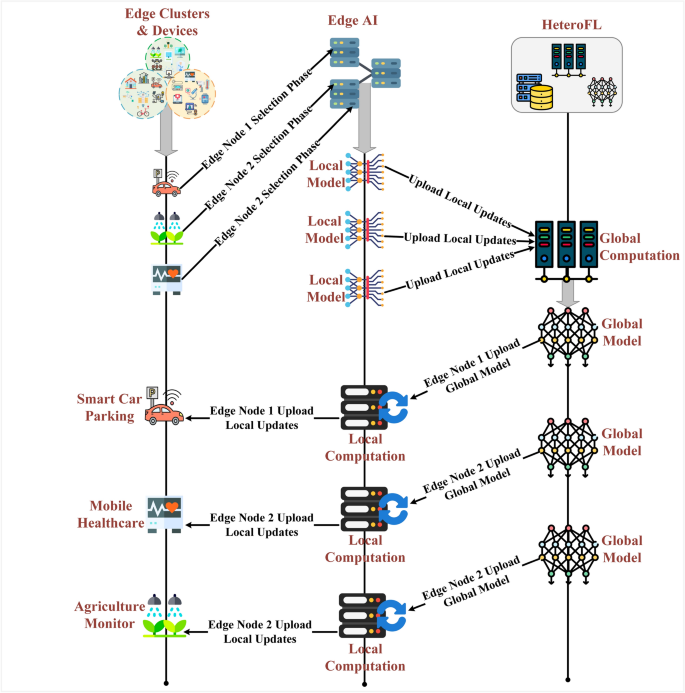 Edge Clusters
& Devices
Edge AI
HeteroFL
Edge Node 1 Selection Phase
Edge Node 2 Selection Phase
Edge Node 2 Selection Phase
P
Local
Model
Upload Local Updates
Local
Model
Upload Local Updates
Local
Model
Upload Local Updates
Global
Computation
Global
Model
Edge Node 1 Upload
Global Model
Smart Car
Parking
P
Edge Node 1 Upload
Local Updates
Local
Computation
Global
Model
Edge Node 2 Upload
Global Model
Mobile
Healthcare
Edge Node 2 Upload
Local Updates
Local
Computation
Global
Model
Edge Node 2 Upload
Global Model
Agriculture
Monitor
Edge Node 2 Upload
Local Updates
Local
Computation